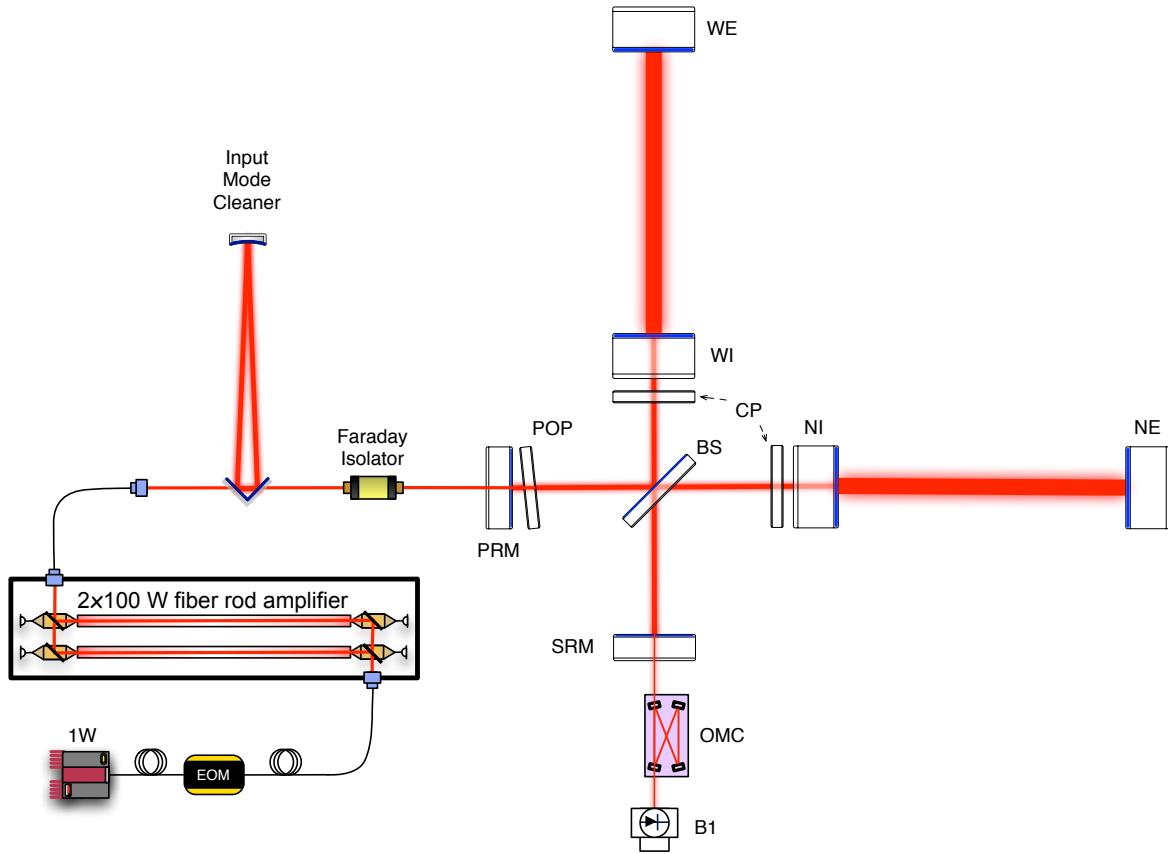 WE
Input
Mode
Cleaner
WI
CP
POP
BS
NI
NE
Faraday
Isolator
PRM
2x100 W fiber rod amplifier
SRM
1W
OMC
EOM
B1